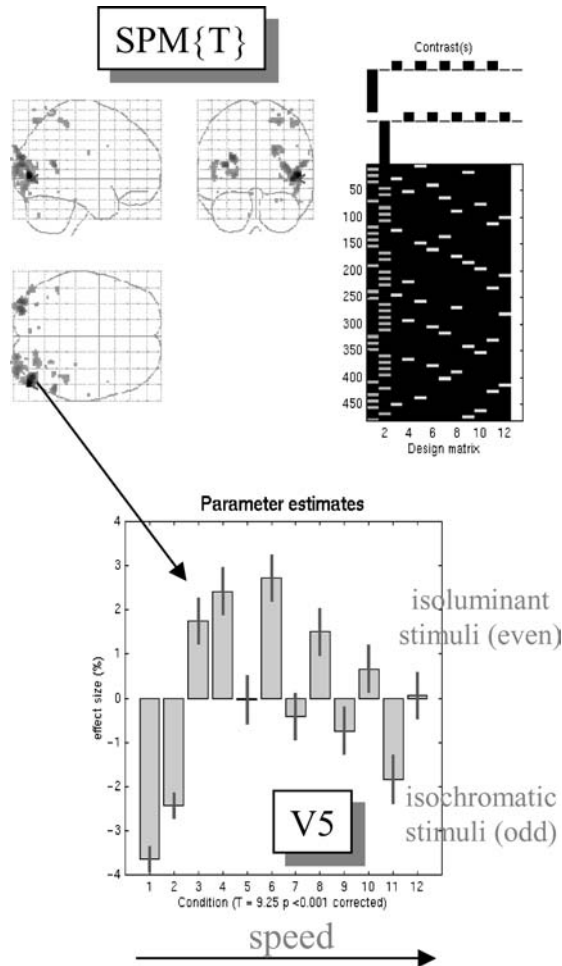 SPM{T}
Contrast(s)
50
100
150
200
250
300
350
400
450
2 4 6 8 10 12
Design matrix
Parameter estimates
effect size (%)
4
3
2
1
0
-1
-2
-3
-4
isoluminant
stimuli (even)
isochromatic
stimuli (odd)
V5
1 2 3 4 5 6 7 8 9 10 11 12
Condition (T = 9.25 p <0.001 corrected)
speed